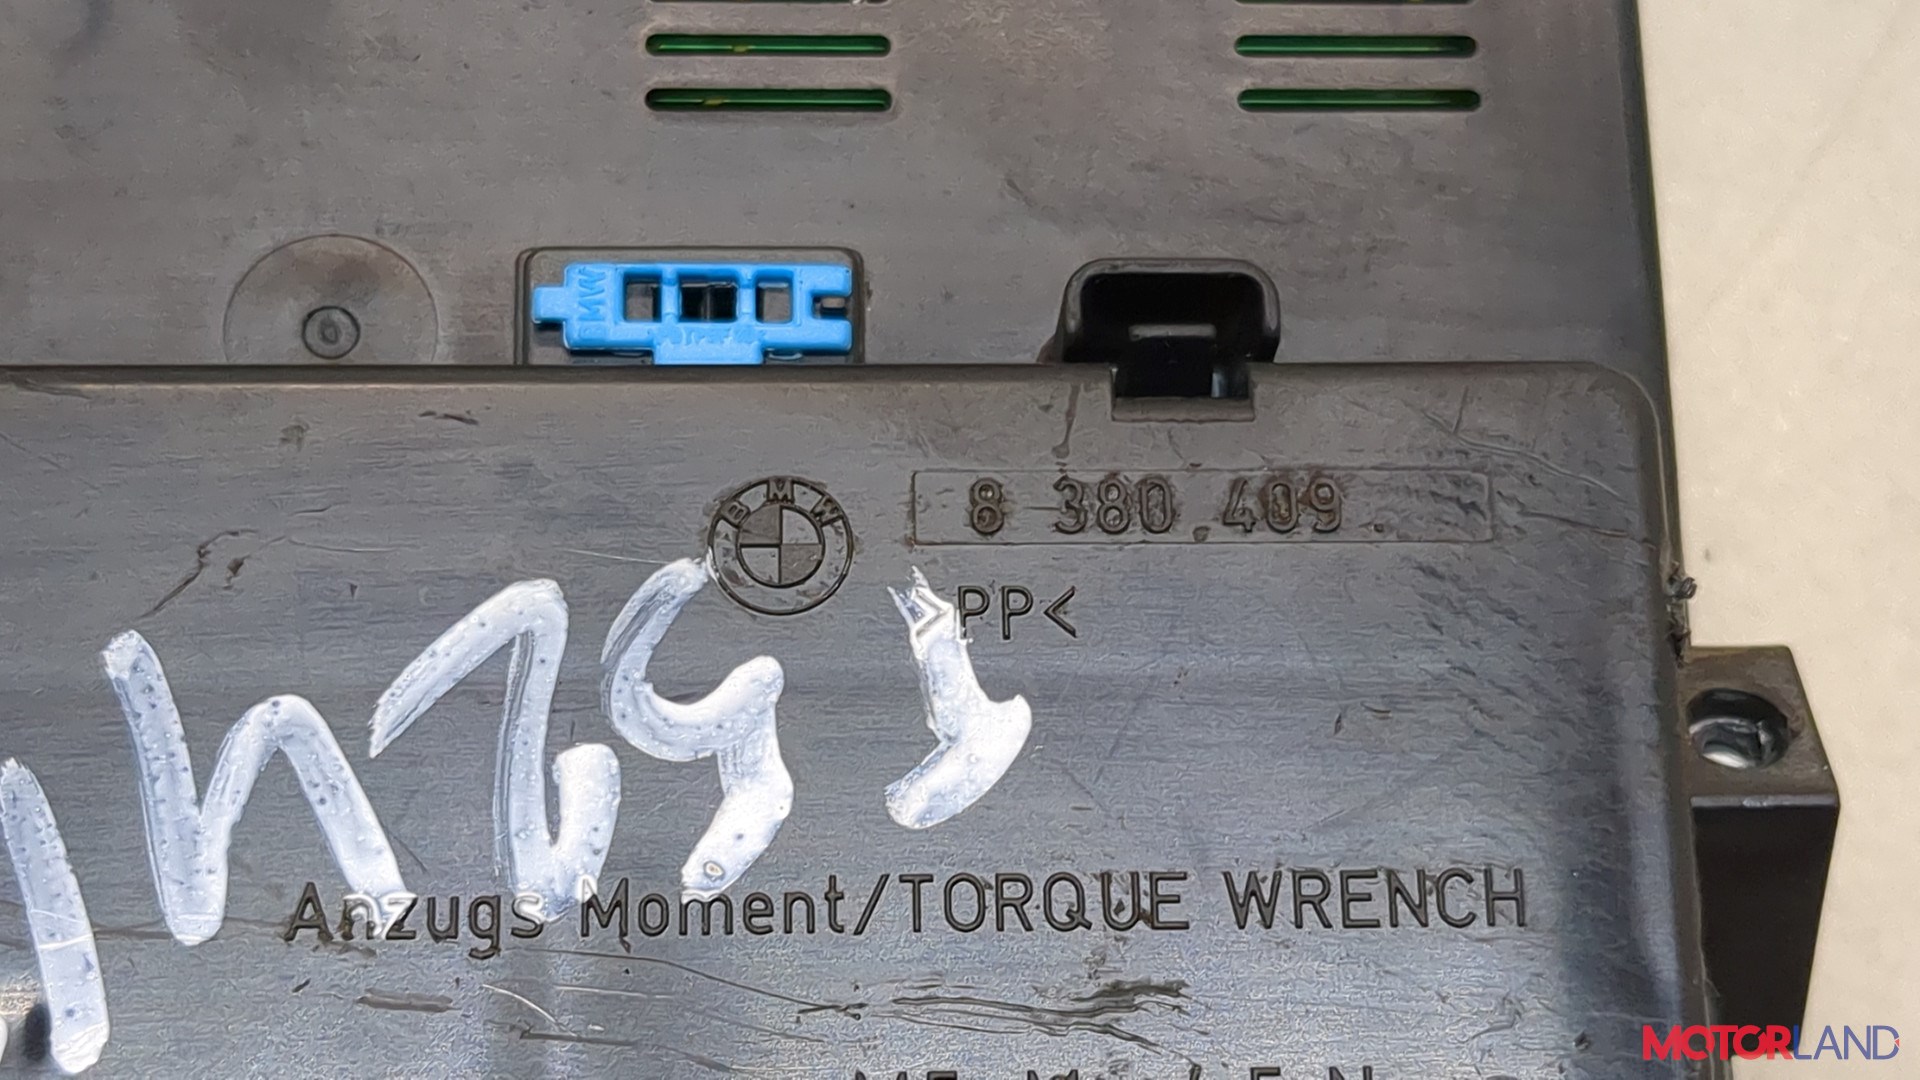 BMW
BMW
8 380 409
>PP<
Anzugs Moment/TORQUE WRENCH
MOTORLAND